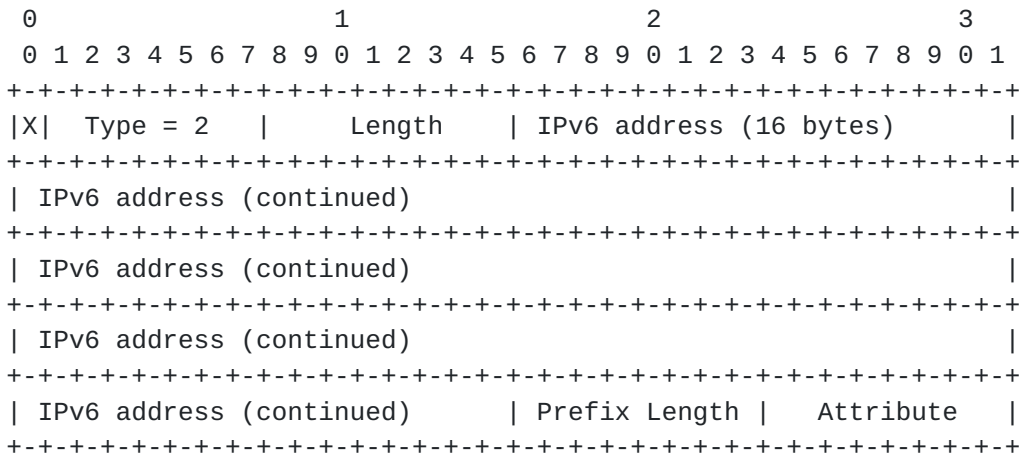 0                   1                   2                   3
 0 1 2 3 4 5 6 7 8 9 0 1 2 3 4 5 6 7 8 9 0 1 2 3 4 5 6 7 8 9 0 1
+-+-+-+-+-+-+-+-+-+-+-+-+-+-+-+-+-+-+-+-+-+-+-+-+-+-+-+-+-+-+-+-+
|X|  Type = 2   |     Length    | IPv6 address (16 bytes)       |
+-+-+-+-+-+-+-+-+-+-+-+-+-+-+-+-+-+-+-+-+-+-+-+-+-+-+-+-+-+-+-+-+
| IPv6 address (continued)                                      |
+-+-+-+-+-+-+-+-+-+-+-+-+-+-+-+-+-+-+-+-+-+-+-+-+-+-+-+-+-+-+-+-+
| IPv6 address (continued)                                      |
+-+-+-+-+-+-+-+-+-+-+-+-+-+-+-+-+-+-+-+-+-+-+-+-+-+-+-+-+-+-+-+-+
| IPv6 address (continued)                                      |
+-+-+-+-+-+-+-+-+-+-+-+-+-+-+-+-+-+-+-+-+-+-+-+-+-+-+-+-+-+-+-+-+
| IPv6 address (continued)      | Prefix Length |   Attribute   |
+-+-+-+-+-+-+-+-+-+-+-+-+-+-+-+-+-+-+-+-+-+-+-+-+-+-+-+-+-+-+-+-+